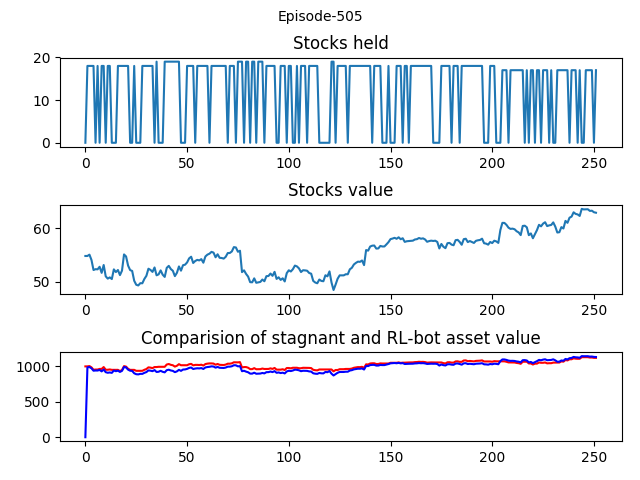 Episode-505
Stocks held
20
10
0
0 50 100 150 200 250
Stocks value
60
50
0 50 100 150 200 250
Comparision of stagnant and RL-bot asset value
1000
500
0
0 50 100 150 200 250